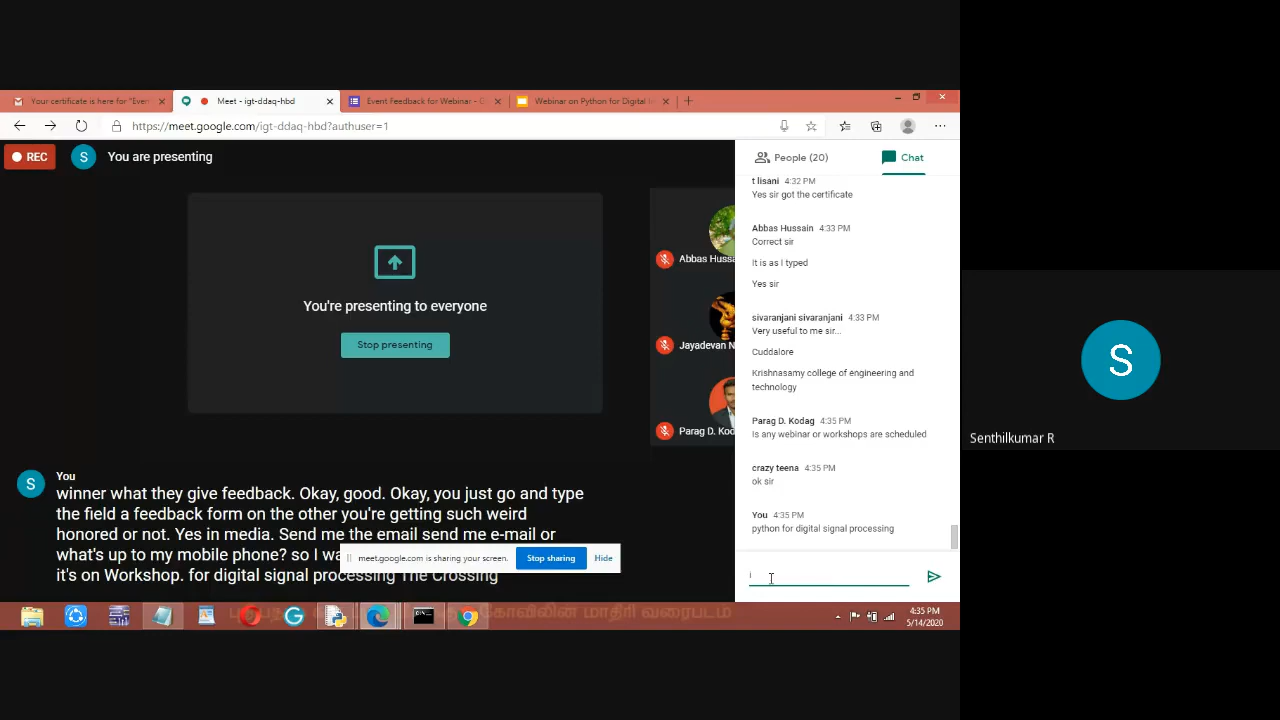 Your certificate is here for "Even
Meet - igt-ddaq-hbd
Event Feedback for Webinar - G
Webinar on Python for Digital I
https://meet.google.com/igt-ddaq-hbd?authuser=1
REC
S
You are presenting
People (20)
Chat
t lisani 4:32 PM
Yes sir got the certificate
Abbas Hussain 4:33 PM
Correct sir
It is as I typed
Yes sir
sivaranjani sivaranjani 4:33 PM
Very useful to me sir...
Cuddalore
Krishnasamy college of engineering and
technology
Parag D. Kodag 4:35 PM
Is any webinar or workshops are scheduled
crazy teena 4:35 PM
ok sir
You 4:35 PM
python for digital signal processing
i
You're presenting to everyone
Stop presenting
Abbas Hussa
Jayadevan N
Parag D. Kod
S
You
winner what they give feedback. Okay, good. Okay, you just go and type
the field a feedback form on the other you're getting such weird
honored or not. Yes in media. Send me the email send me e-mail or
what's up to my mobile phone? so I wa
it's on Workshop. for digital signal processing The Crossing
meet.google.com is sharing your screen.
Stop sharing
Hide
கோவிலின் மாதிரி வரைபடம்
4:35 PM
5/14/2020
S
Senthilkumar R